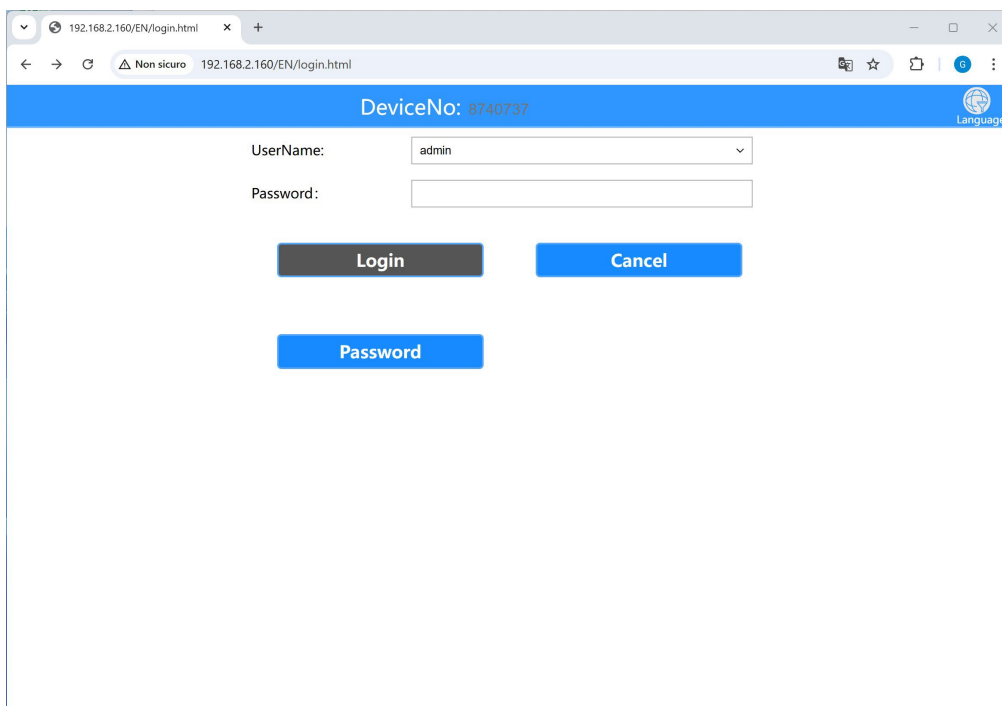 192.168.2.160/EN/login.html
Non sicuro 192.168.2.160/EN/login.html
G
DeviceNo: 8740737
Language
UserName: admin
Password:
Login Cancel
Password